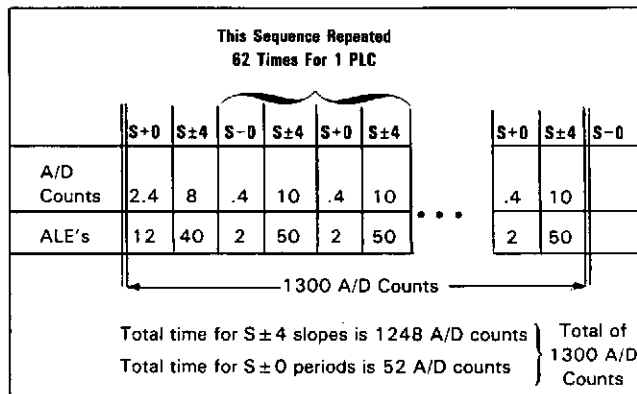 This Sequence Repeated
62 Times For 1 PLC
S+0 S±4 S−0 S±4 S+0 S±4 S+0 S±4 S−0
A/D
Counts 2.4 8 .4 10 .4 10 .4 10
ALE's 12 40 2 50 2 50 • • • 2 50
1300 A/D Counts
Total time for S±4 slopes is 1248 A/D counts
Total time for S±0 periods is 52 A/D counts
Total of
1300 A/D
Counts